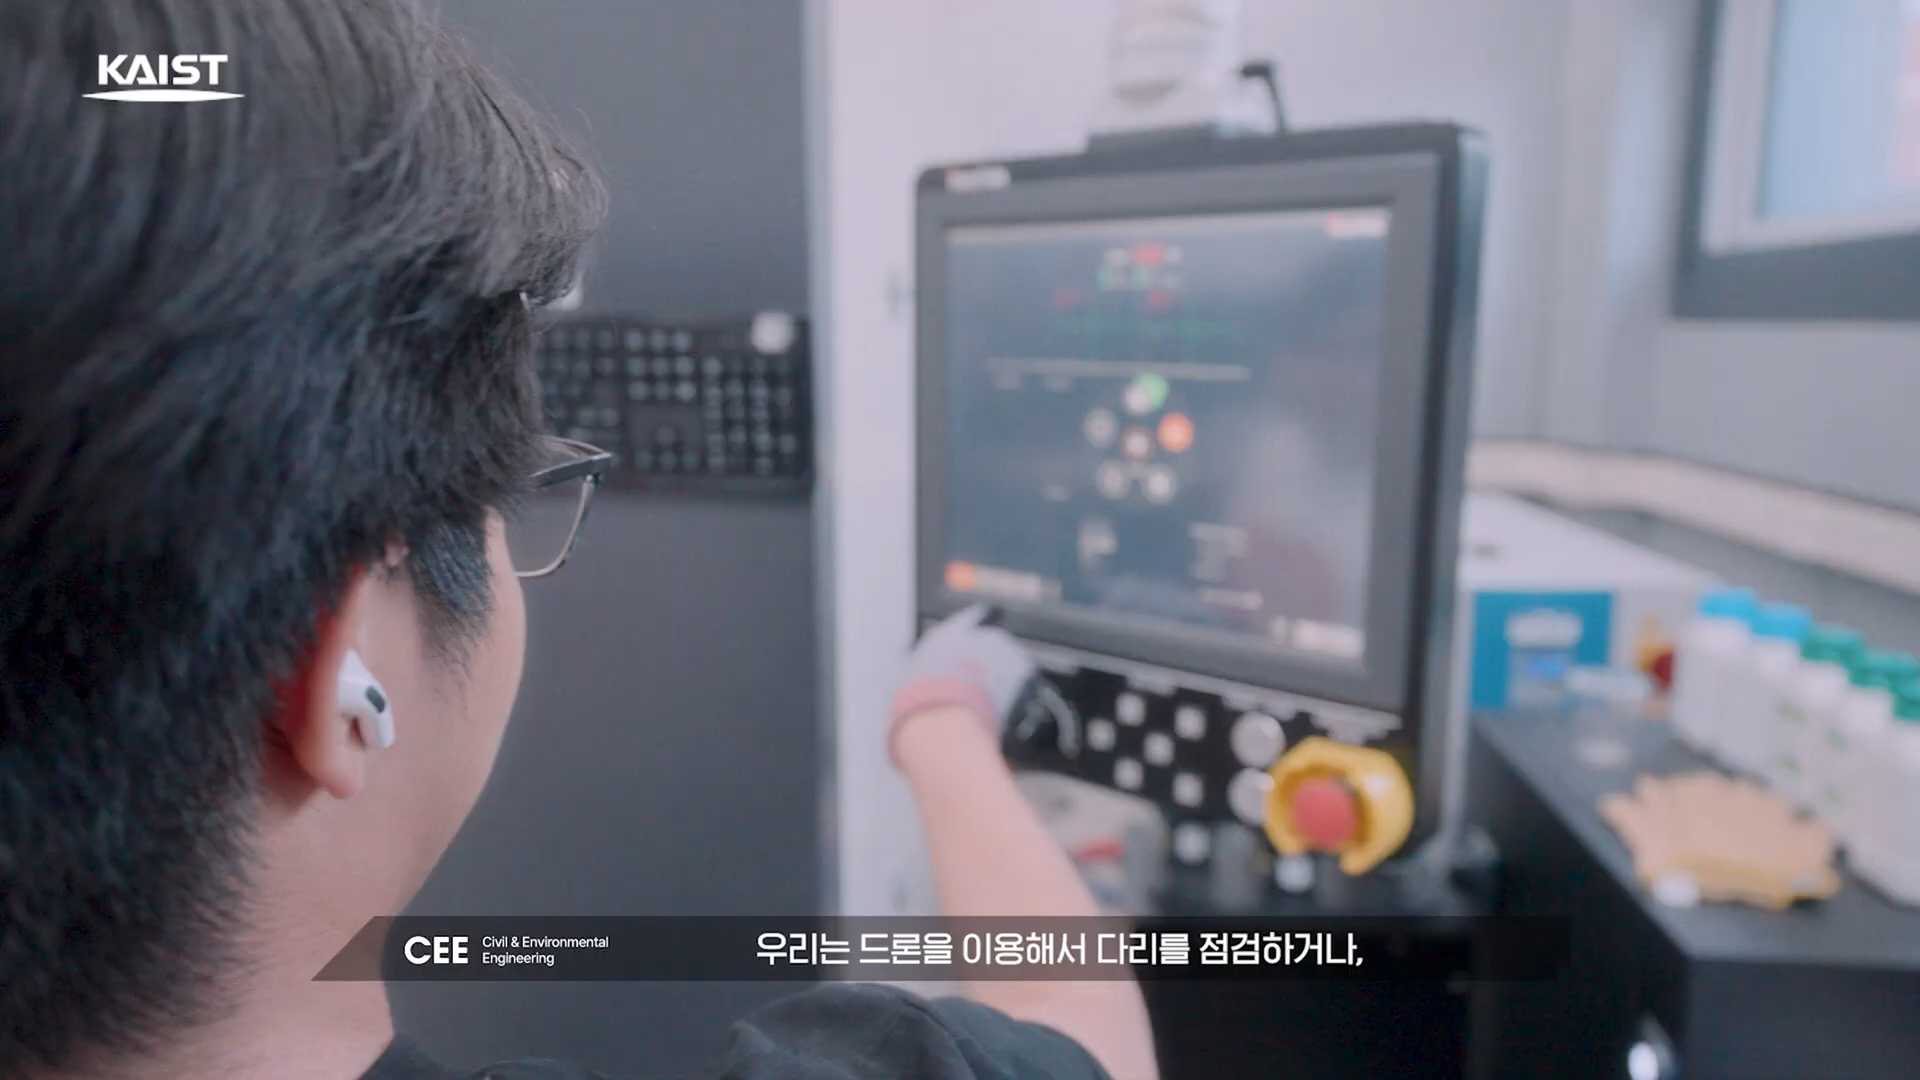 KAIST
CEE
Civil & Environmental
Engineering
우리는 드론을 이용해서 다리를 점검하거나,